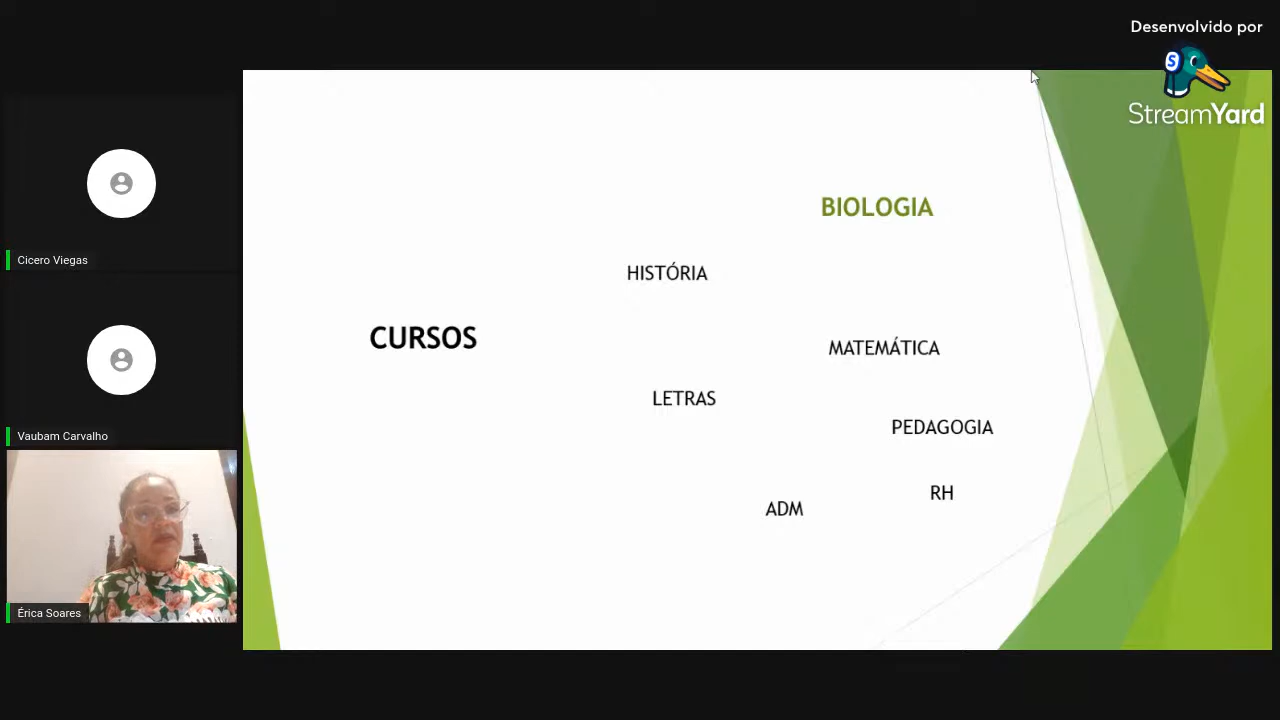 Desenvolvido por
S
StreamYard
Cicero Viegas
Vaubam Carvalho
Érica Soares
BIOLOGIA
HISTÓRIA
CURSOS
MATEMÁTICA
LETRAS
PEDAGOGIA
RH
ADM